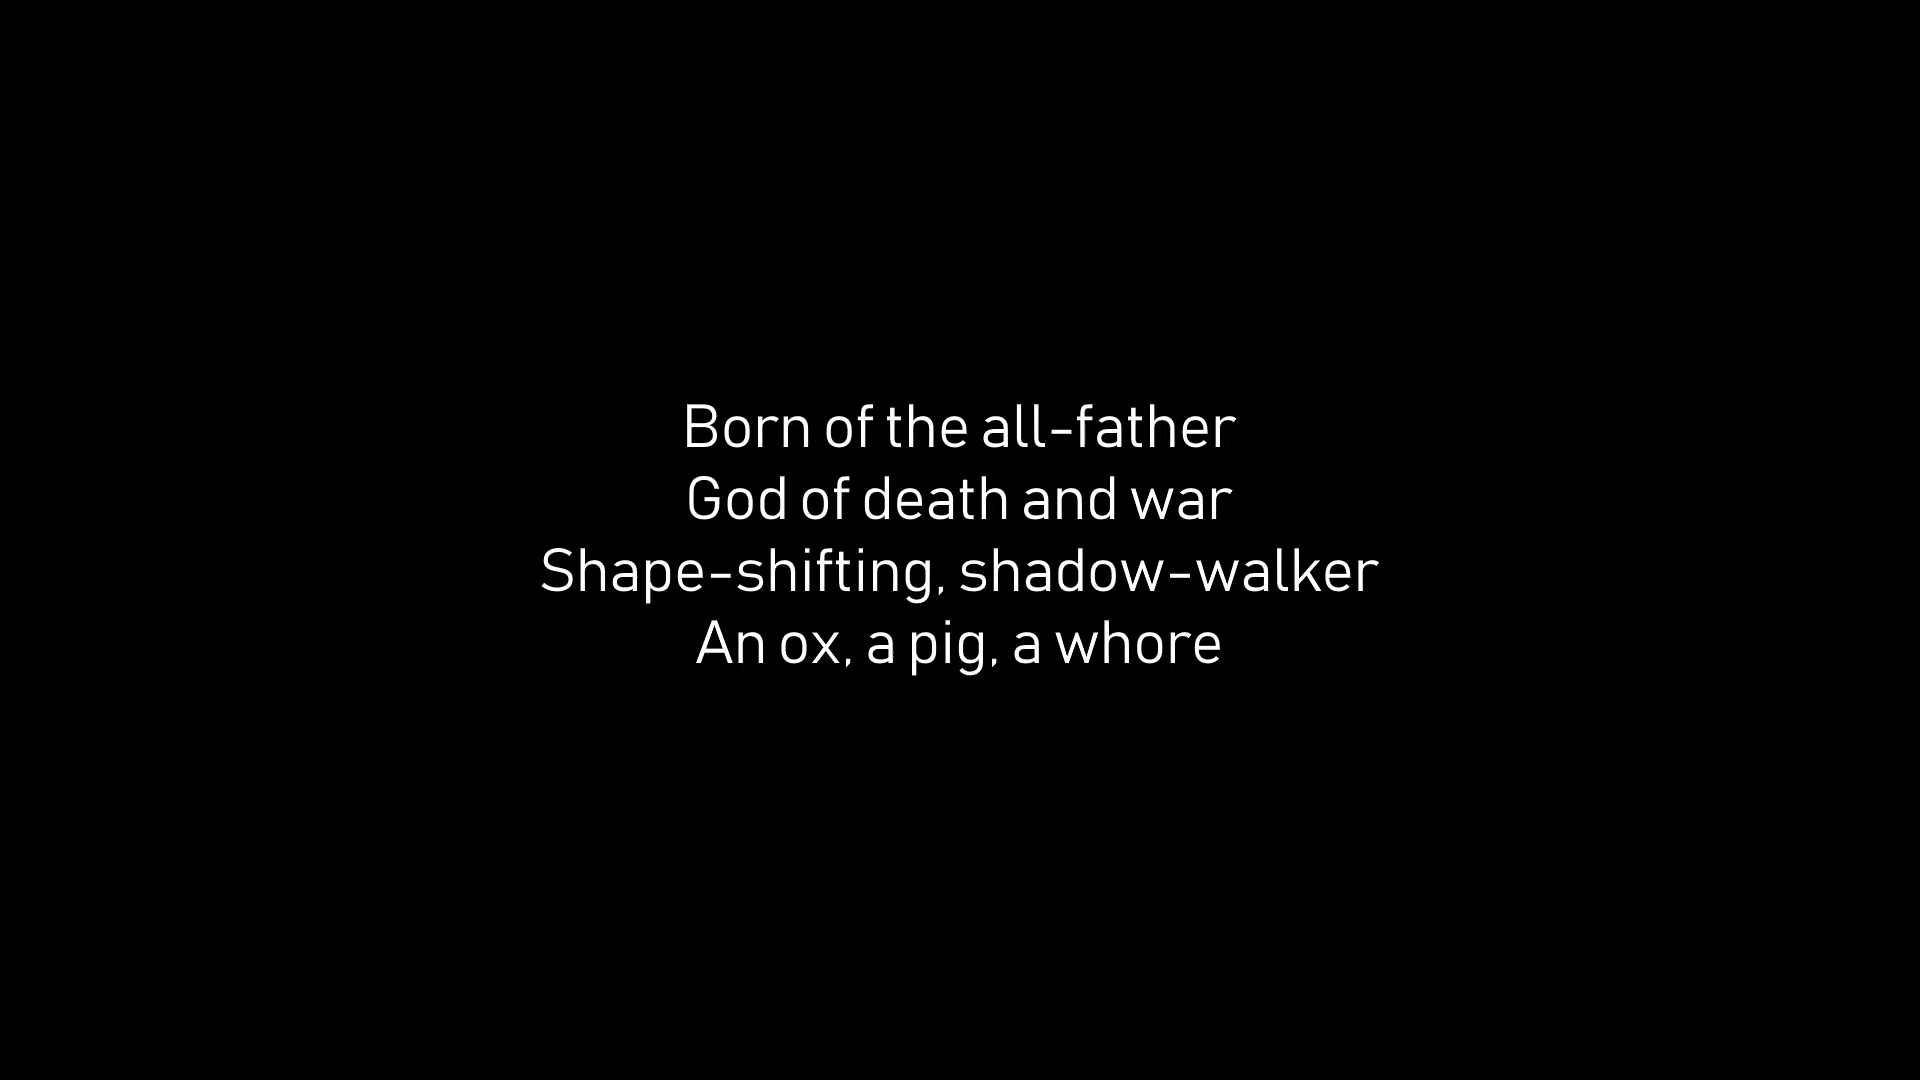 Born of the all-father
God of death and war
Shape-shifting, shadow-walker
An ox, a pig, a whore